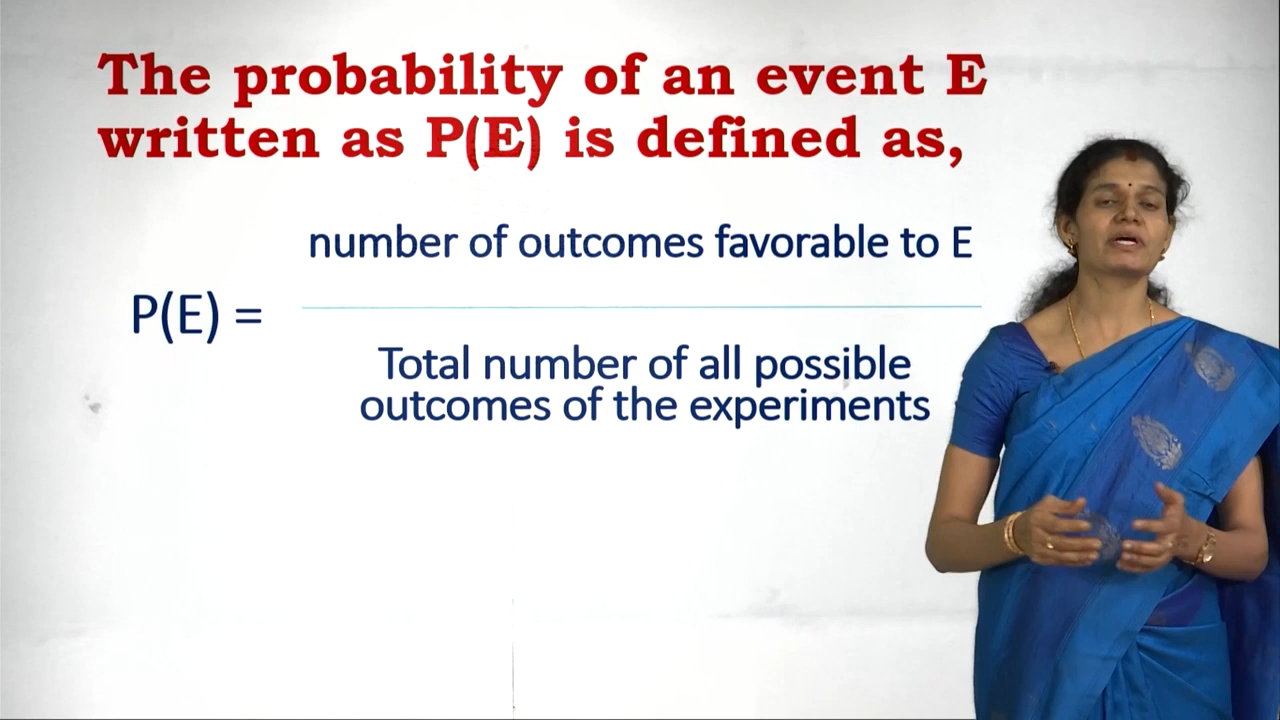 The probability of an event E
written as P(E) is defined as,
number of outcomes favorable to E
P(E) =
Total number of all possible
outcomes of the experiments